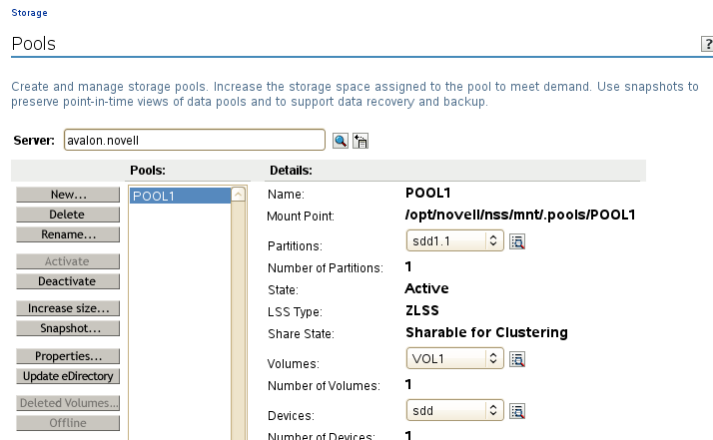 Storage
Pools
?
Create and manage storage pools. Increase the storage space assigned to the pool to meet demand. Use snapshots to
preserve point-in-time views of data pools and to support data recovery and backup.
Server: avalon.novell
Pools: Details:
New... POOL1 Name: POOL1
Delete Mount Point: /opt/novell/nss/mnt/.pools/POOL1
Rename... Partitions: sdd1.1
Activate Number of Partitions: 1
Deactivate State: Active
Increase size... LSS Type: ZLSS
Snapshot... Share State: Sharable for Clustering
Properties... Volumes: VOL1
Update eDirectory Number of Volumes: 1
Deleted Volumes... Devices: sdd
Offline Number of Devices: 1